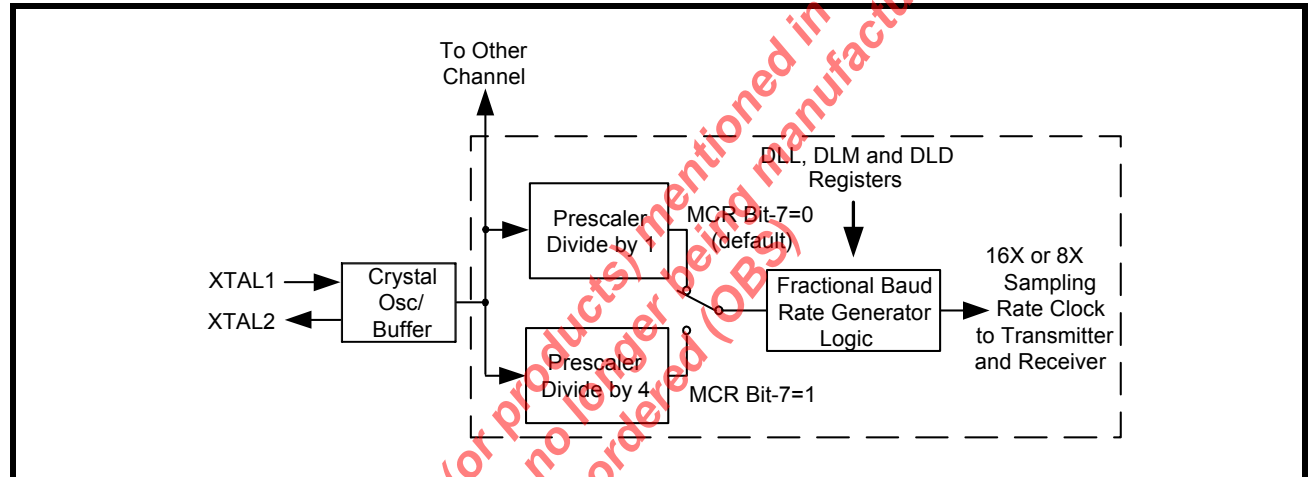 To Other
Channel
DLL, DLM and DLD
Registers
Prescaler
Divide by 1
MCR Bit-7=0
(default)
XTAL1
XTAL2
Crystal
Osc/
Buffer
Fractional Baud
Rate Generator
Logic
16X or 8X
Sampling
Rate Clock
to Transmitter
and Receiver
Prescaler
Divide by 4
MCR Bit-7=1
(or products) mentioned in
no longer being
ordered (OBS)